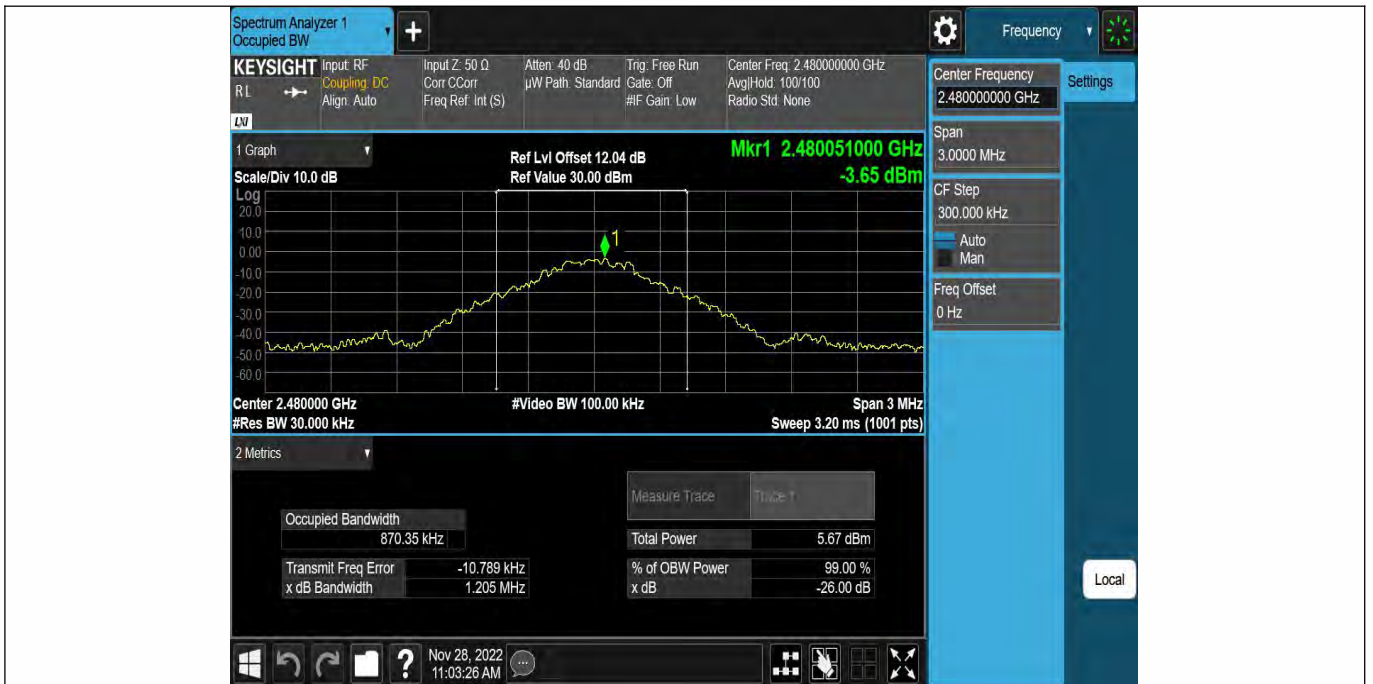 Spectrum Analyzer 1
Occupied BW
+
Frequency
KEYSIGHT
RL
LXI
Input: RF
Coupling: DC
Align: Auto
Input Z: 50 Ω
Corr CCorr
Freq Ref: Int (S)
Atten: 40 dB
µW Path: Standard
Trig: Free Run
Gate: Off
#IF Gain: Low
Center Freq: 2.480000000 GHz
Avg|Hold: 100/100
Radio Std: None
Center Frequency
2.480000000 GHz
Settings
Span
3.0000 MHz
CF Step
300.000 kHz
Auto
Man
Freq Offset
0 Hz
1 Graph
Scale/Div 10.0 dB
Ref Lvl Offset 12.04 dB
Ref Value 30.00 dBm
Mkr1 2.480051000 GHz
-3.65 dBm
Log
20.0
10.0
0.00
-10.0
-20.0
-30.0
-40.0
-50.0
-60.0
1
Center 2.480000 GHz
#Video BW 100.00 kHz
Span 3 MHz
#Res BW 30.000 kHz
Sweep 3.20 ms (1001 pts)
2 Metrics
Measure Trace
Trace 1
Occupied Bandwidth
870.35 kHz
Total Power
5.67 dBm
Transmit Freq Error
-10.789 kHz
% of OBW Power
99.00 %
x dB Bandwidth
1.205 MHz
x dB
-26.00 dB
Local
?
Nov 28, 2022
11:03:26 AM